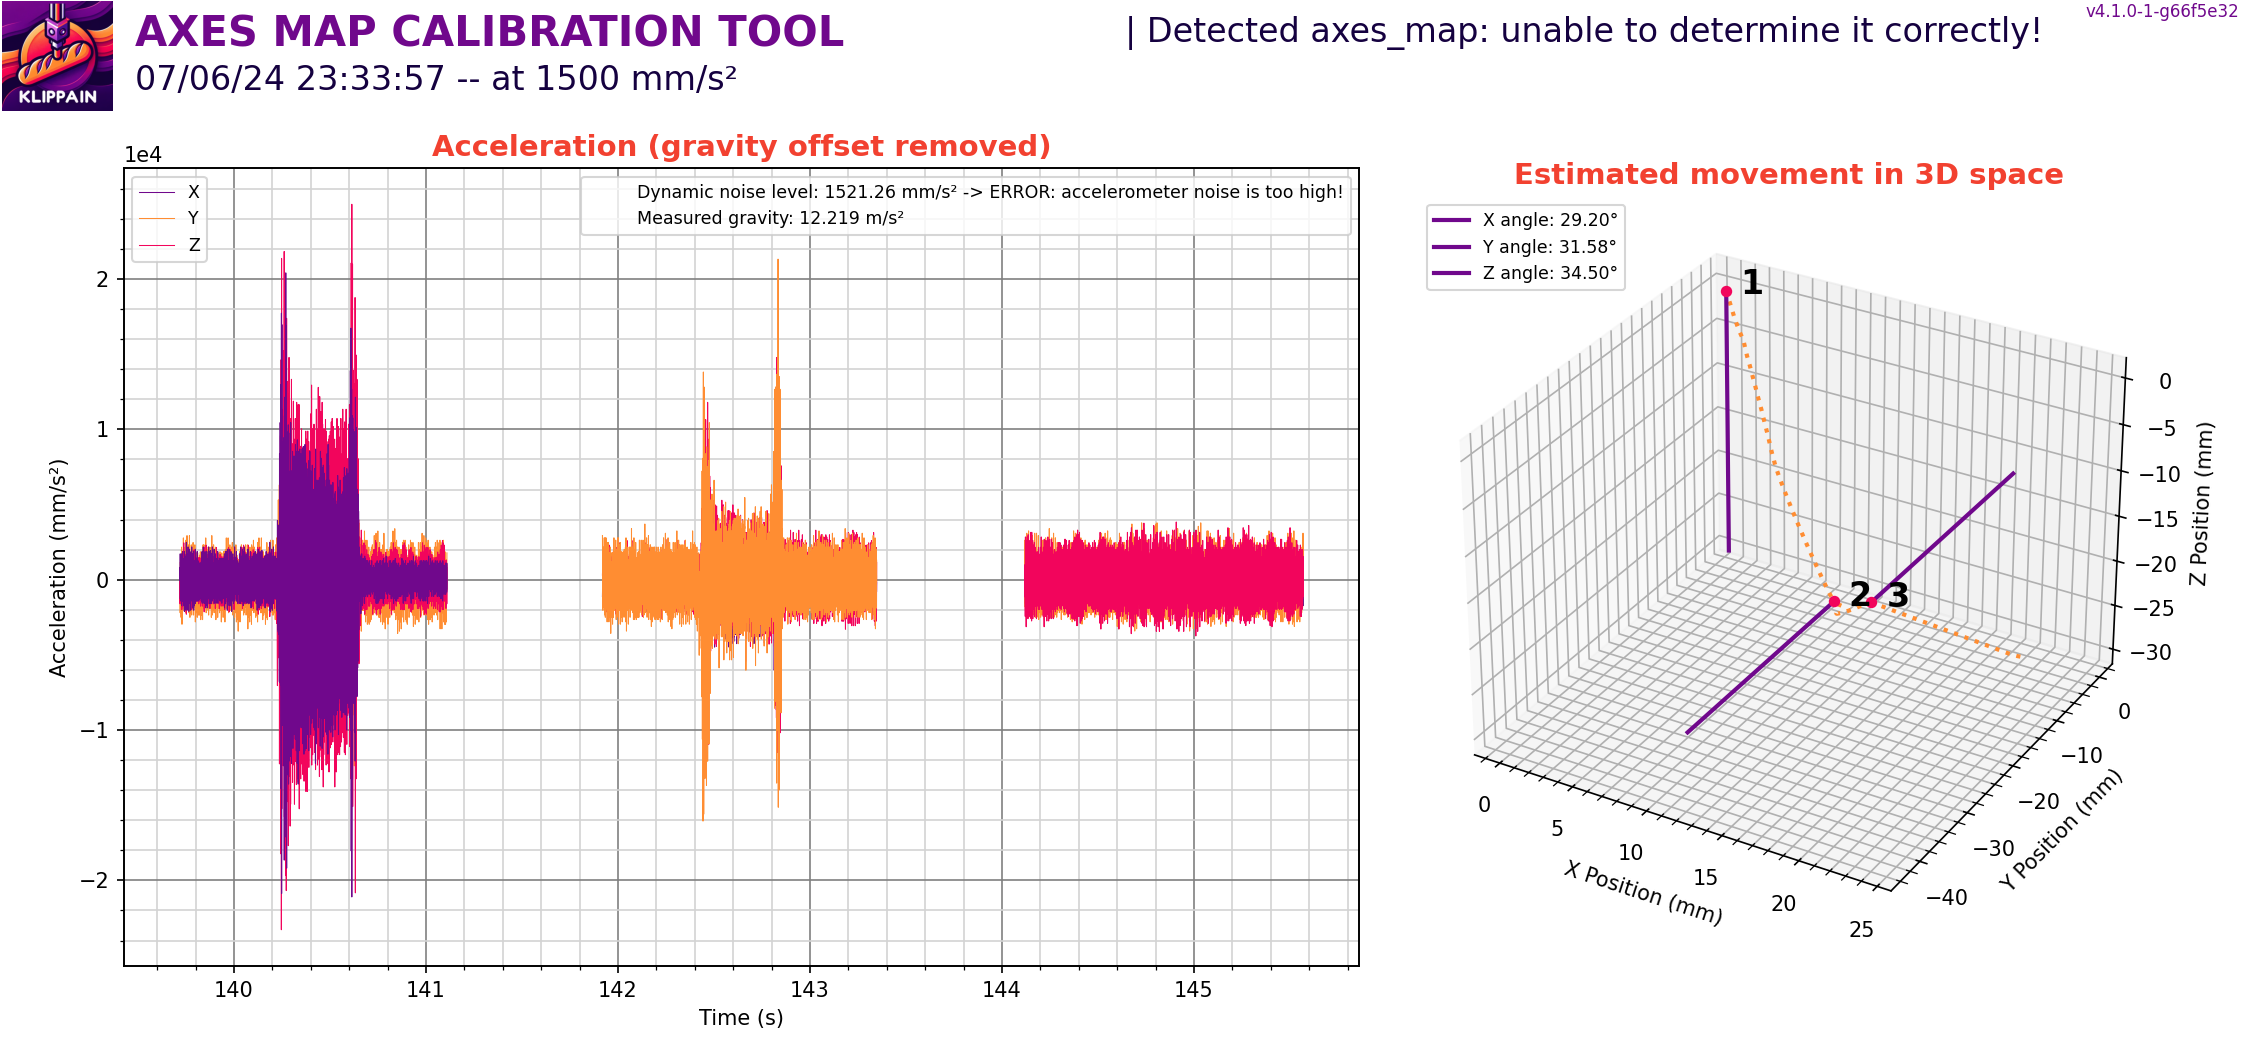 AXES MAP CALIBRATION TOOL
| Detected axes_map: unable to determine it correctly!
v4.1.0-1-g66f5e32
KLIPPAIN
07/06/24 23:33:57 -- at 1500 mm/s²
Acceleration (gravity offset removed)
1e4
X
Y
Z
Dynamic noise level: 1521.26 mm/s² -> ERROR: accelerometer noise is too high!
Measured gravity: 12.219 m/s²
Acceleration (mm/s²)
2
1
0
−1
−2
140
141
142
143
144
145
Time (s)
Estimated movement in 3D space
X angle: 29.20°
Y angle: 31.58°
Z angle: 34.50°
1
2
3
0
−5
−10
−15
−20
−25
−30
Z Position (mm)
0
−10
−20
−30
−40
Y Position (mm)
0
5
10
15
20
25
X Position (mm)